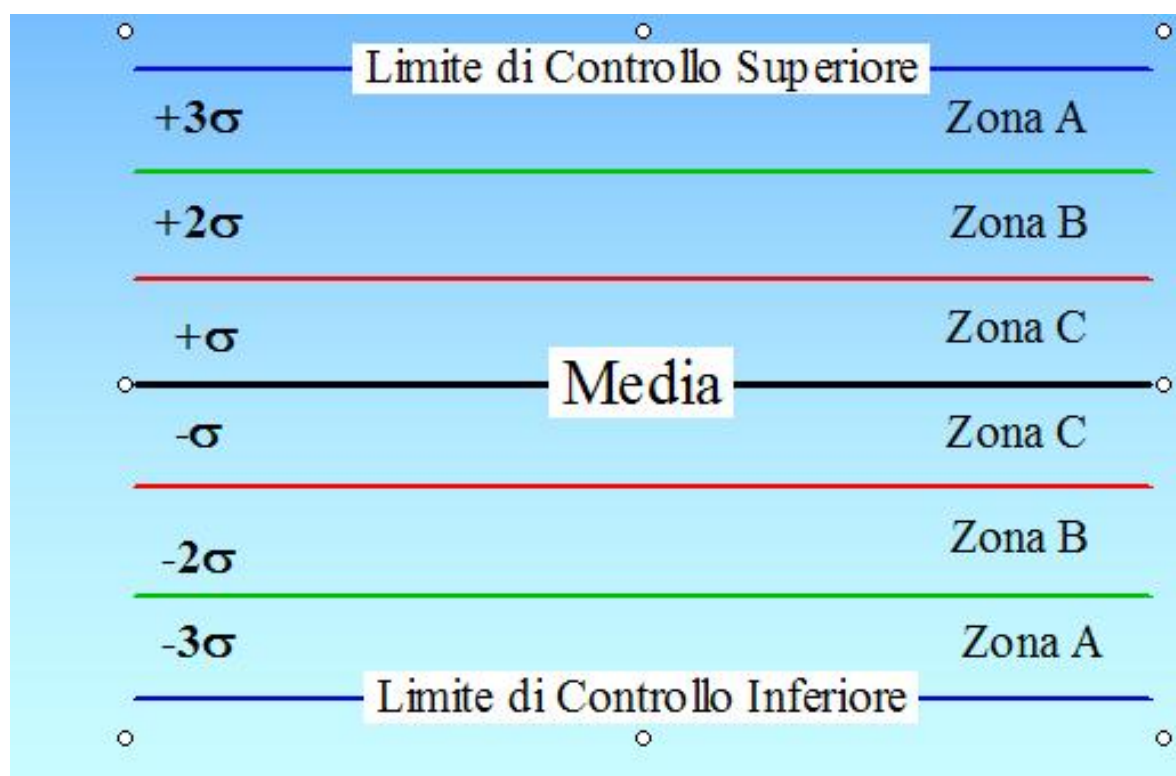 Limite di Controllo Superiore
+3σ Zona A
+2σ Zona B
+σ Zona C
Media
-σ Zona C
-2σ Zona B
-3σ Zona A
Limite di Controllo Inferiore